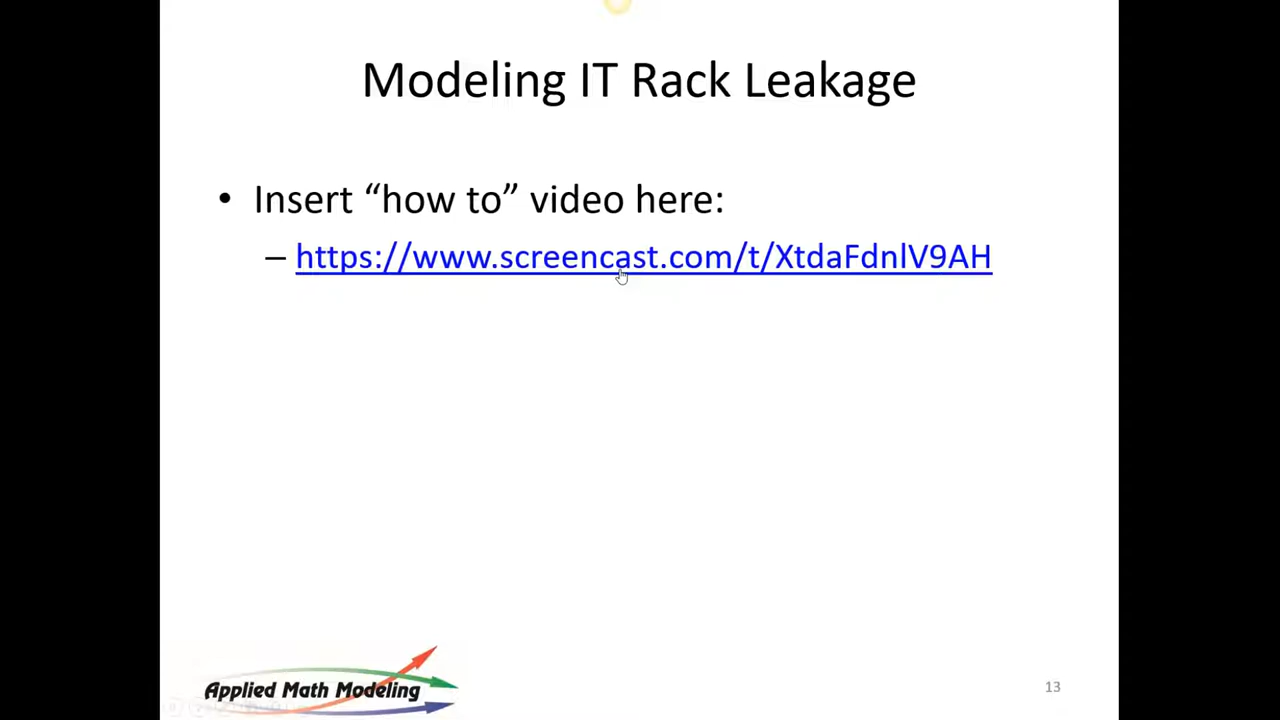 Modeling IT Rack Leakage
• Insert “how to” video here:
– https://www.screencast.com/t/XtdaFdnlV9AH
Applied Math Modeling
13